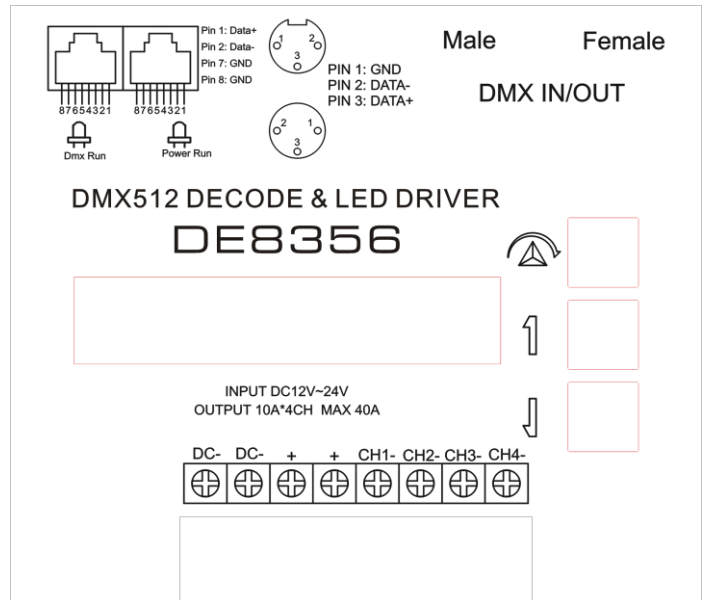 Pin 1: Data+
Pin 2: Data-
Pin 7: GND
Pin 8: GND
87654321
87654321
Dmx Run
Power Run
1 2
3
PIN 1: GND
PIN 2: DATA-
PIN 3: DATA+
2 1
3
Male Female
DMX IN/OUT
DMX512 DECODE & LED DRIVER
DE8356
INPUT DC12V~24V
OUTPUT 10A*4CH MAX 40A
DC- DC- + + CH1- CH2- CH3- CH4-